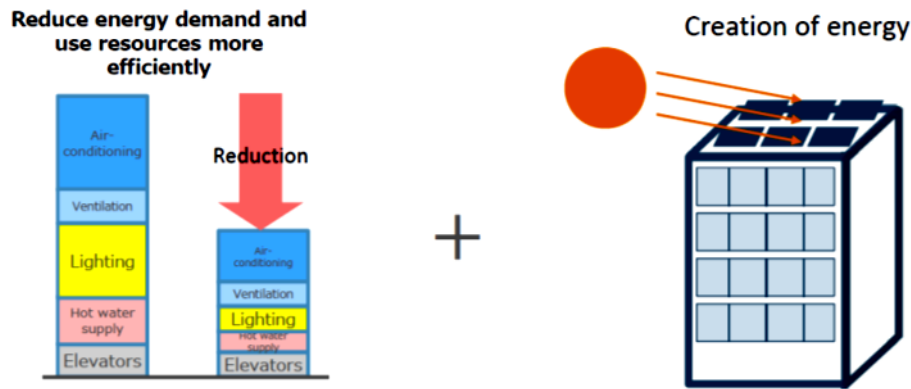 Reduce energy demand and
use resources more
efficiently
Creation of energy
Air-
conditioning
Ventilation
Lighting
Hot water
supply
Elevators
Reduction
Air-
conditioning
Ventilation
Lighting
Hot water
supply
Elevators